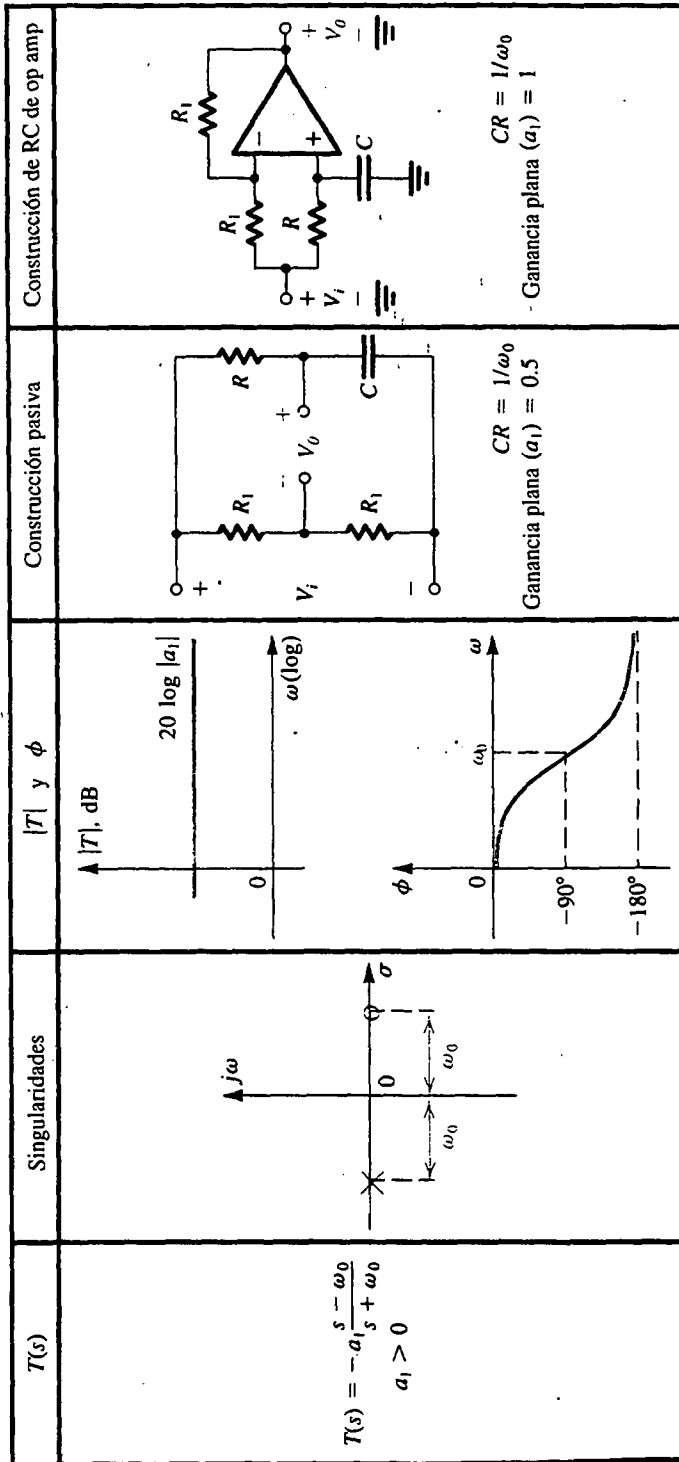 T(s)
Singularidades
|T| y ϕ
Construcción pasiva
Construcción de RC de op amp
T(s) = −a₁ (s − ω₀)/(s + ω₀)
a₁ > 0
jω
σ
0
ω₀
ω₀
|T|, dB
20 log |a₁|
0
ω(log)
ϕ
0
ω₀
ω
−90°
−180°
+
Vᵢ
−
R₁
R₁
−
V₀
+
R
C
CR = 1/ω₀
Ganancia plana (a₁) = 0.5
+
Vᵢ
−
R₁
R
R₁
−
+
C
+
V₀
−
CR = 1/ω₀
Ganancia plana (a₁) = 1